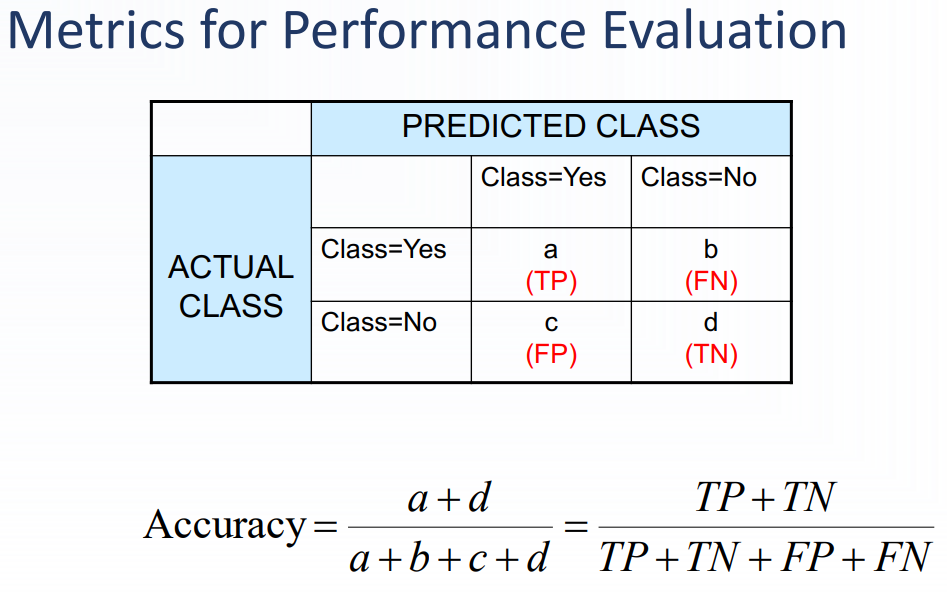 Metrics for Performance Evaluation
PREDICTED CLASS
Class=Yes Class=No
ACTUAL
CLASS
Class=Yes a b
(TP) (FN)
Class=No c d
(FP) (TN)
Accuracy = a + d / a + b + c + d = TP + TN / TP + TN + FP + FN